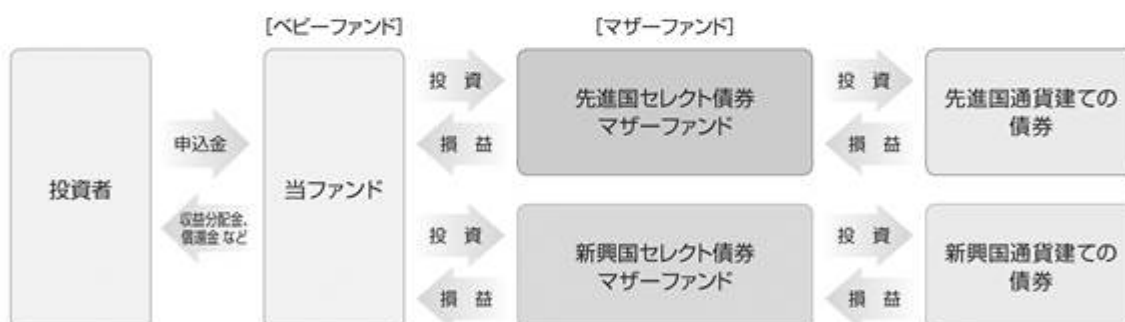 [ベビーファンド]
[マザーファンド]
投資者
申込金
収益分配金、
償還金 など
当ファンド
投 資
損 益
先進国セレクト債券
マザーファンド
投 資
損 益
先進国通貨建ての
債券
投 資
損 益
新興国セレクト債券
マザーファンド
投 資
損 益
新興国通貨建ての
債券